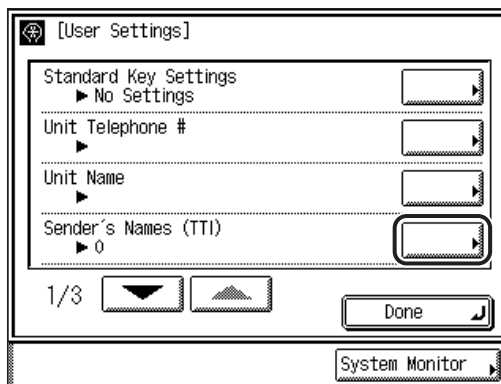 [User Settings]
Standard Key Settings
▶ No Settings
Unit Telephone #
▶
Unit Name
▶
Sender´s Names (TTI)
▶ 0
1/3
Done
System Monitor